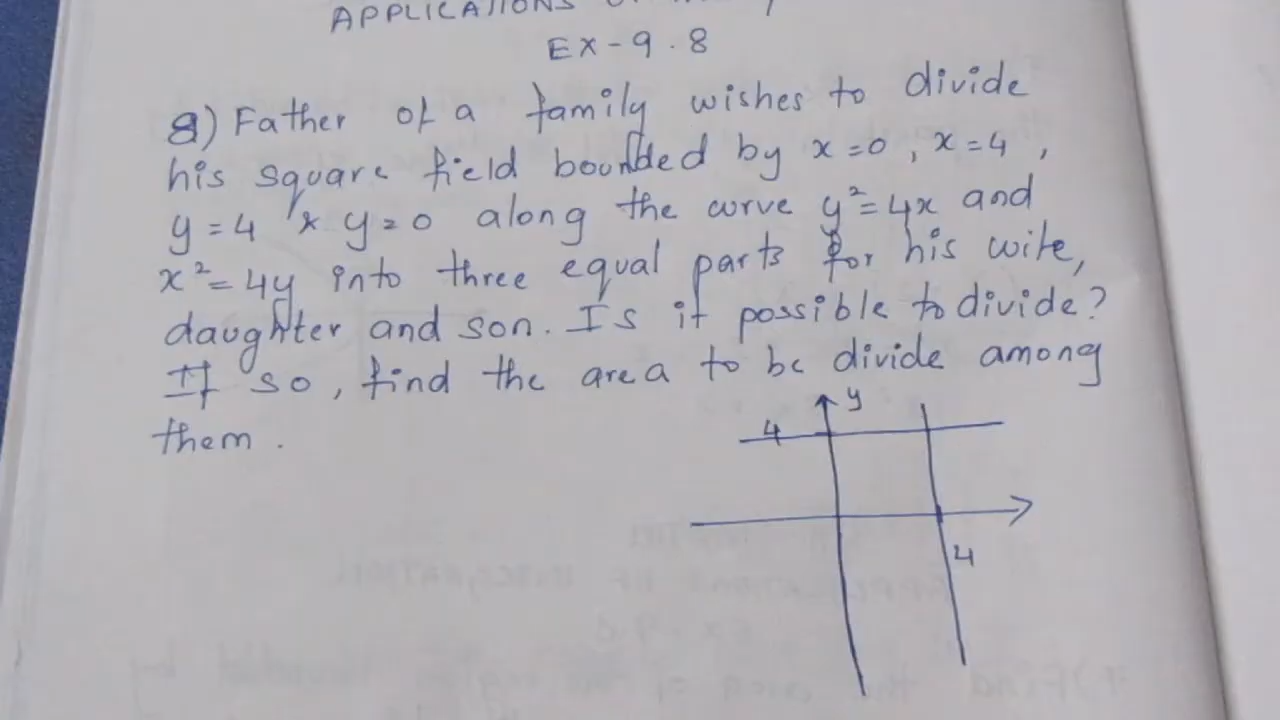 APPLICATIONS
EX-9.8
8) Father of a family wishes to divide
his square field bounded by x=0, x=4,
y=4 & y=0 along the curve y²=4x and
x²=4y into three equal parts for his wife,
daughter and son. Is it possible to divide?
If so, find the area to be divide among
them.
y
4
4